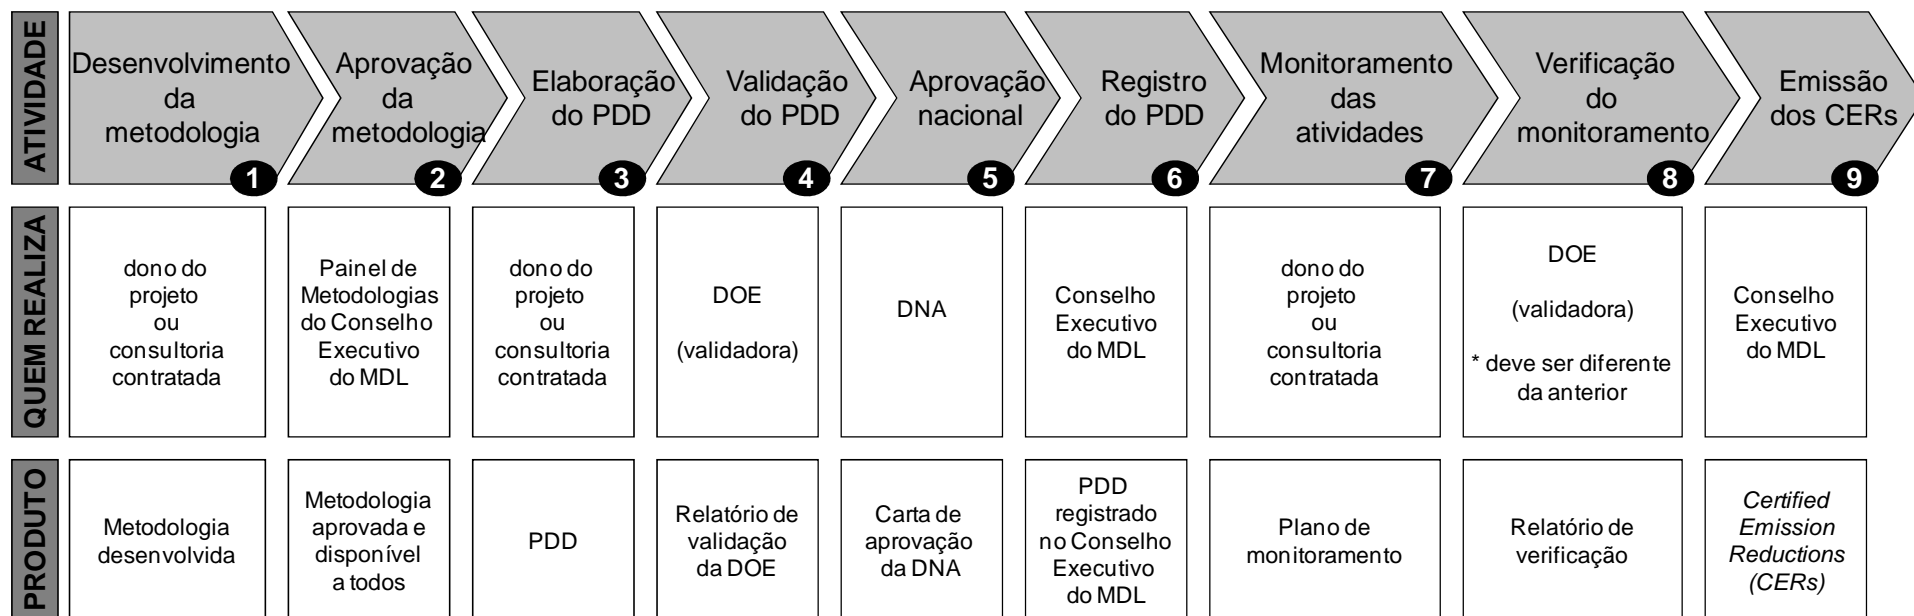 ATIVIDADE
Desenvolvimento
da
metodologia
1
Aprovação
da
metodologia
2
Elaboração
do PDD
3
Validação
do PDD
4
Aprovação
nacional
5
Registro
do PDD
6
Monitoramento
das
atividades
7
Verificação
do
monitoramento
8
Emissão
dos CERs
9
QUEM REALIZA
dono do
projeto
ou
consultoria
contratada
Painel de
Metodologias
do Conselho
Executivo
do MDL
dono do
projeto
ou
consultoria
contratada
DOE
(validadora)
DNA
Conselho
Executivo
do MDL
dono do
projeto
ou
consultoria
contratada
DOE
(validadora)
* deve ser diferente
da anterior
Conselho
Executivo
do MDL
PRODUTO
Metodologia
desenvolvida
Metodologia
aprovada e
disponível
a todos
PDD
Relatório de
validação
da DOE
Carta de
aprovação
da DNA
PDD
registrado
no Conselho
Executivo
do MDL
Plano de
monitoramento
Relatório de
verificação
Certified
Emission
Reductions
(CERs)